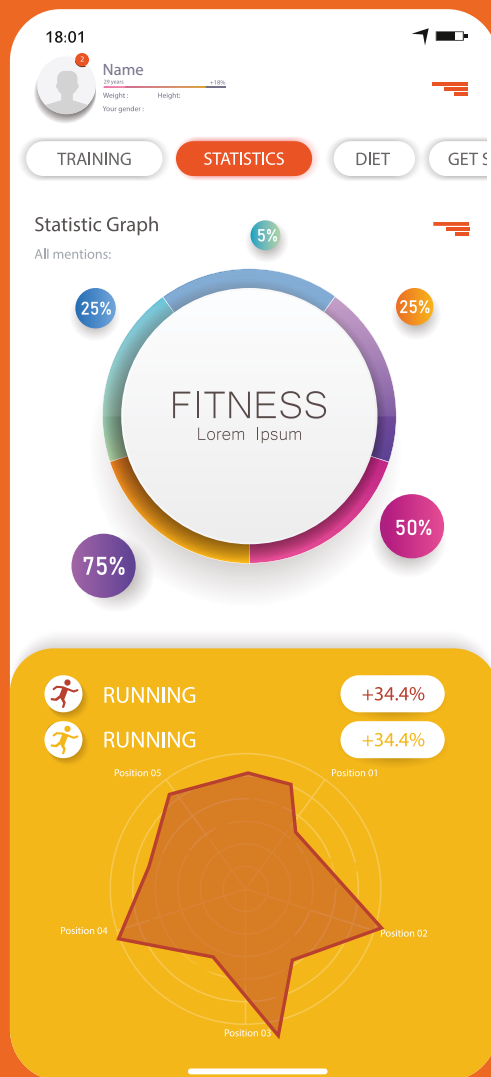 18:01
2
Name
29 years +18%
Weight : Height:
Your gender :
TRAINING STATISTICS DIET GET S
Statistic Graph
All mentions:
5%
25% 25%
FITNESS
Lorem Ipsum
50%
75%
RUNNING +34.4%
RUNNING +34.4%
Position 05 Position 01
Position 04 Position 02
Position 03